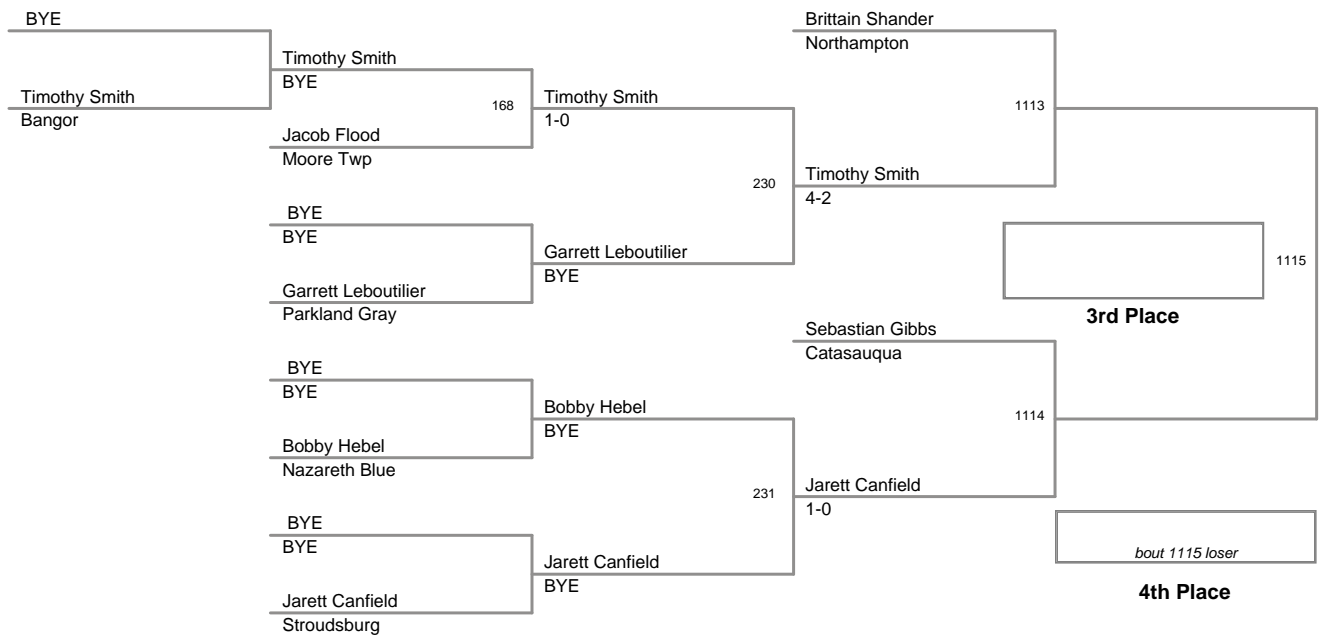 BYE
Timothy Smith
Bangor
Timothy Smith
BYE
168
Jacob Flood
Moore Twp
BYE
BYE
Garrett Leboutilier
Parkland Gray
BYE
BYE
Bobby Hebel
Nazareth Blue
BYE
BYE
Jarett Canfield
Stroudsburg
Timothy Smith
1-0
230
Garrett Leboutilier
BYE
Bobby Hebel
BYE
231
Jarett Canfield
BYE
Brittain Shander
Northampton
1113
Timothy Smith
4-2
Sebastian Gibbs
Catasauqua
1114
Jarett Canfield
1-0
1115
3rd Place
bout 1115 loser
4th Place